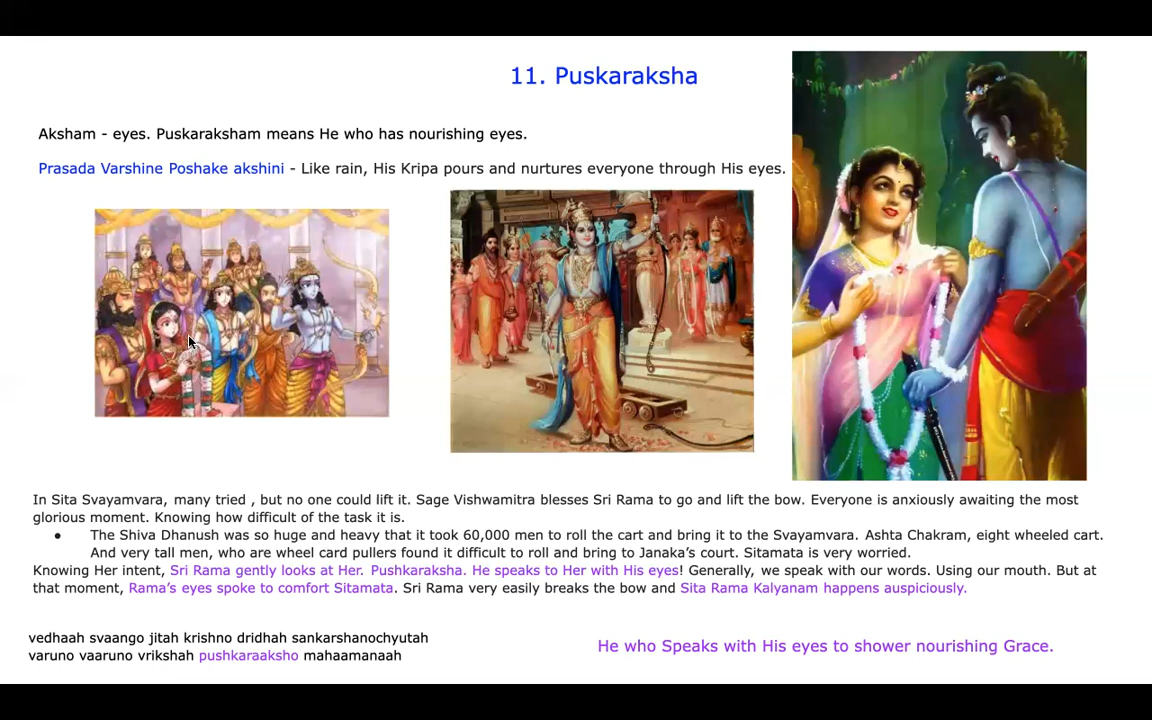 11. Puskaraksha
Aksham - eyes. Puskaraksham means He who has nourishing eyes.
Prasada Varshine Poshake akshini - Like rain, His Kripa pours and nurtures everyone through His eyes.
In Sita Svayamvara, many tried , but no one could lift it. Sage Vishwamitra blesses Sri Rama to go and lift the bow. Everyone is anxiously awaiting the most
glorious moment. Knowing how difficult of the task it is.
• The Shiva Dhanush was so huge and heavy that it took 60,000 men to roll the cart and bring it to the Svayamvara. Ashta Chakram, eight wheeled cart.
And very tall men, who are wheel card pullers found it difficult to roll and bring to Janaka's court. Sitamata is very worried.
Knowing Her intent, Sri Rama gently looks at Her. Pushkaraksha. He speaks to Her with His eyes! Generally, we speak with our words. Using our mouth. But at
that moment, Rama's eyes spoke to comfort Sitamata. Sri Rama very easily breaks the bow and Sita Rama Kalyanam happens auspiciously.
vedhaah svaango jitah krishno dridhah sankarshanochyutah
varuno vaaruno vrikshah pushkaraaksho mahaamanaah
He who Speaks with His eyes to shower nourishing Grace.